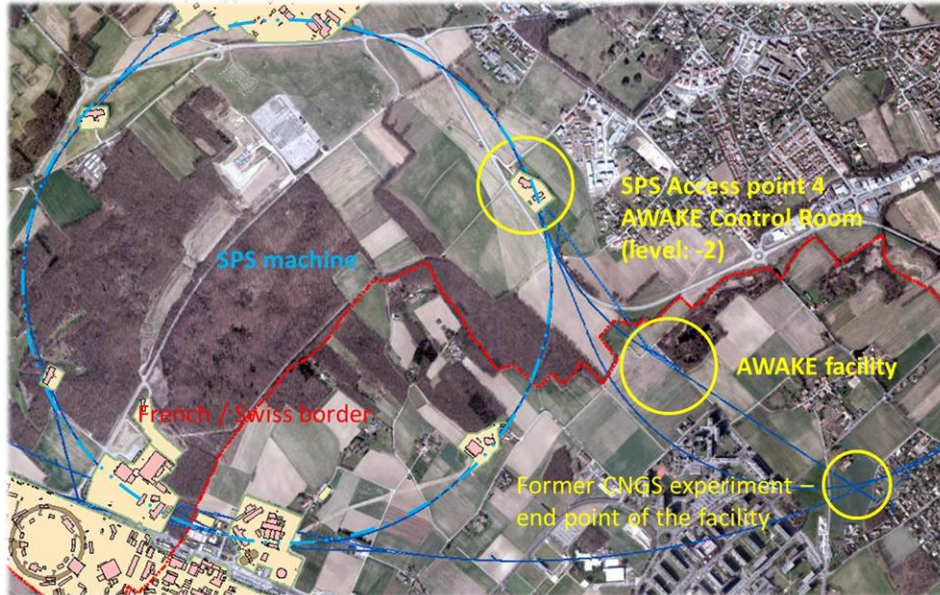 SPS Access point 4
AWAKE Control Room
(level: -2)
SPS machine
AWAKE facility
French / Swiss border
Former CNGS experiment –
end point of the facility